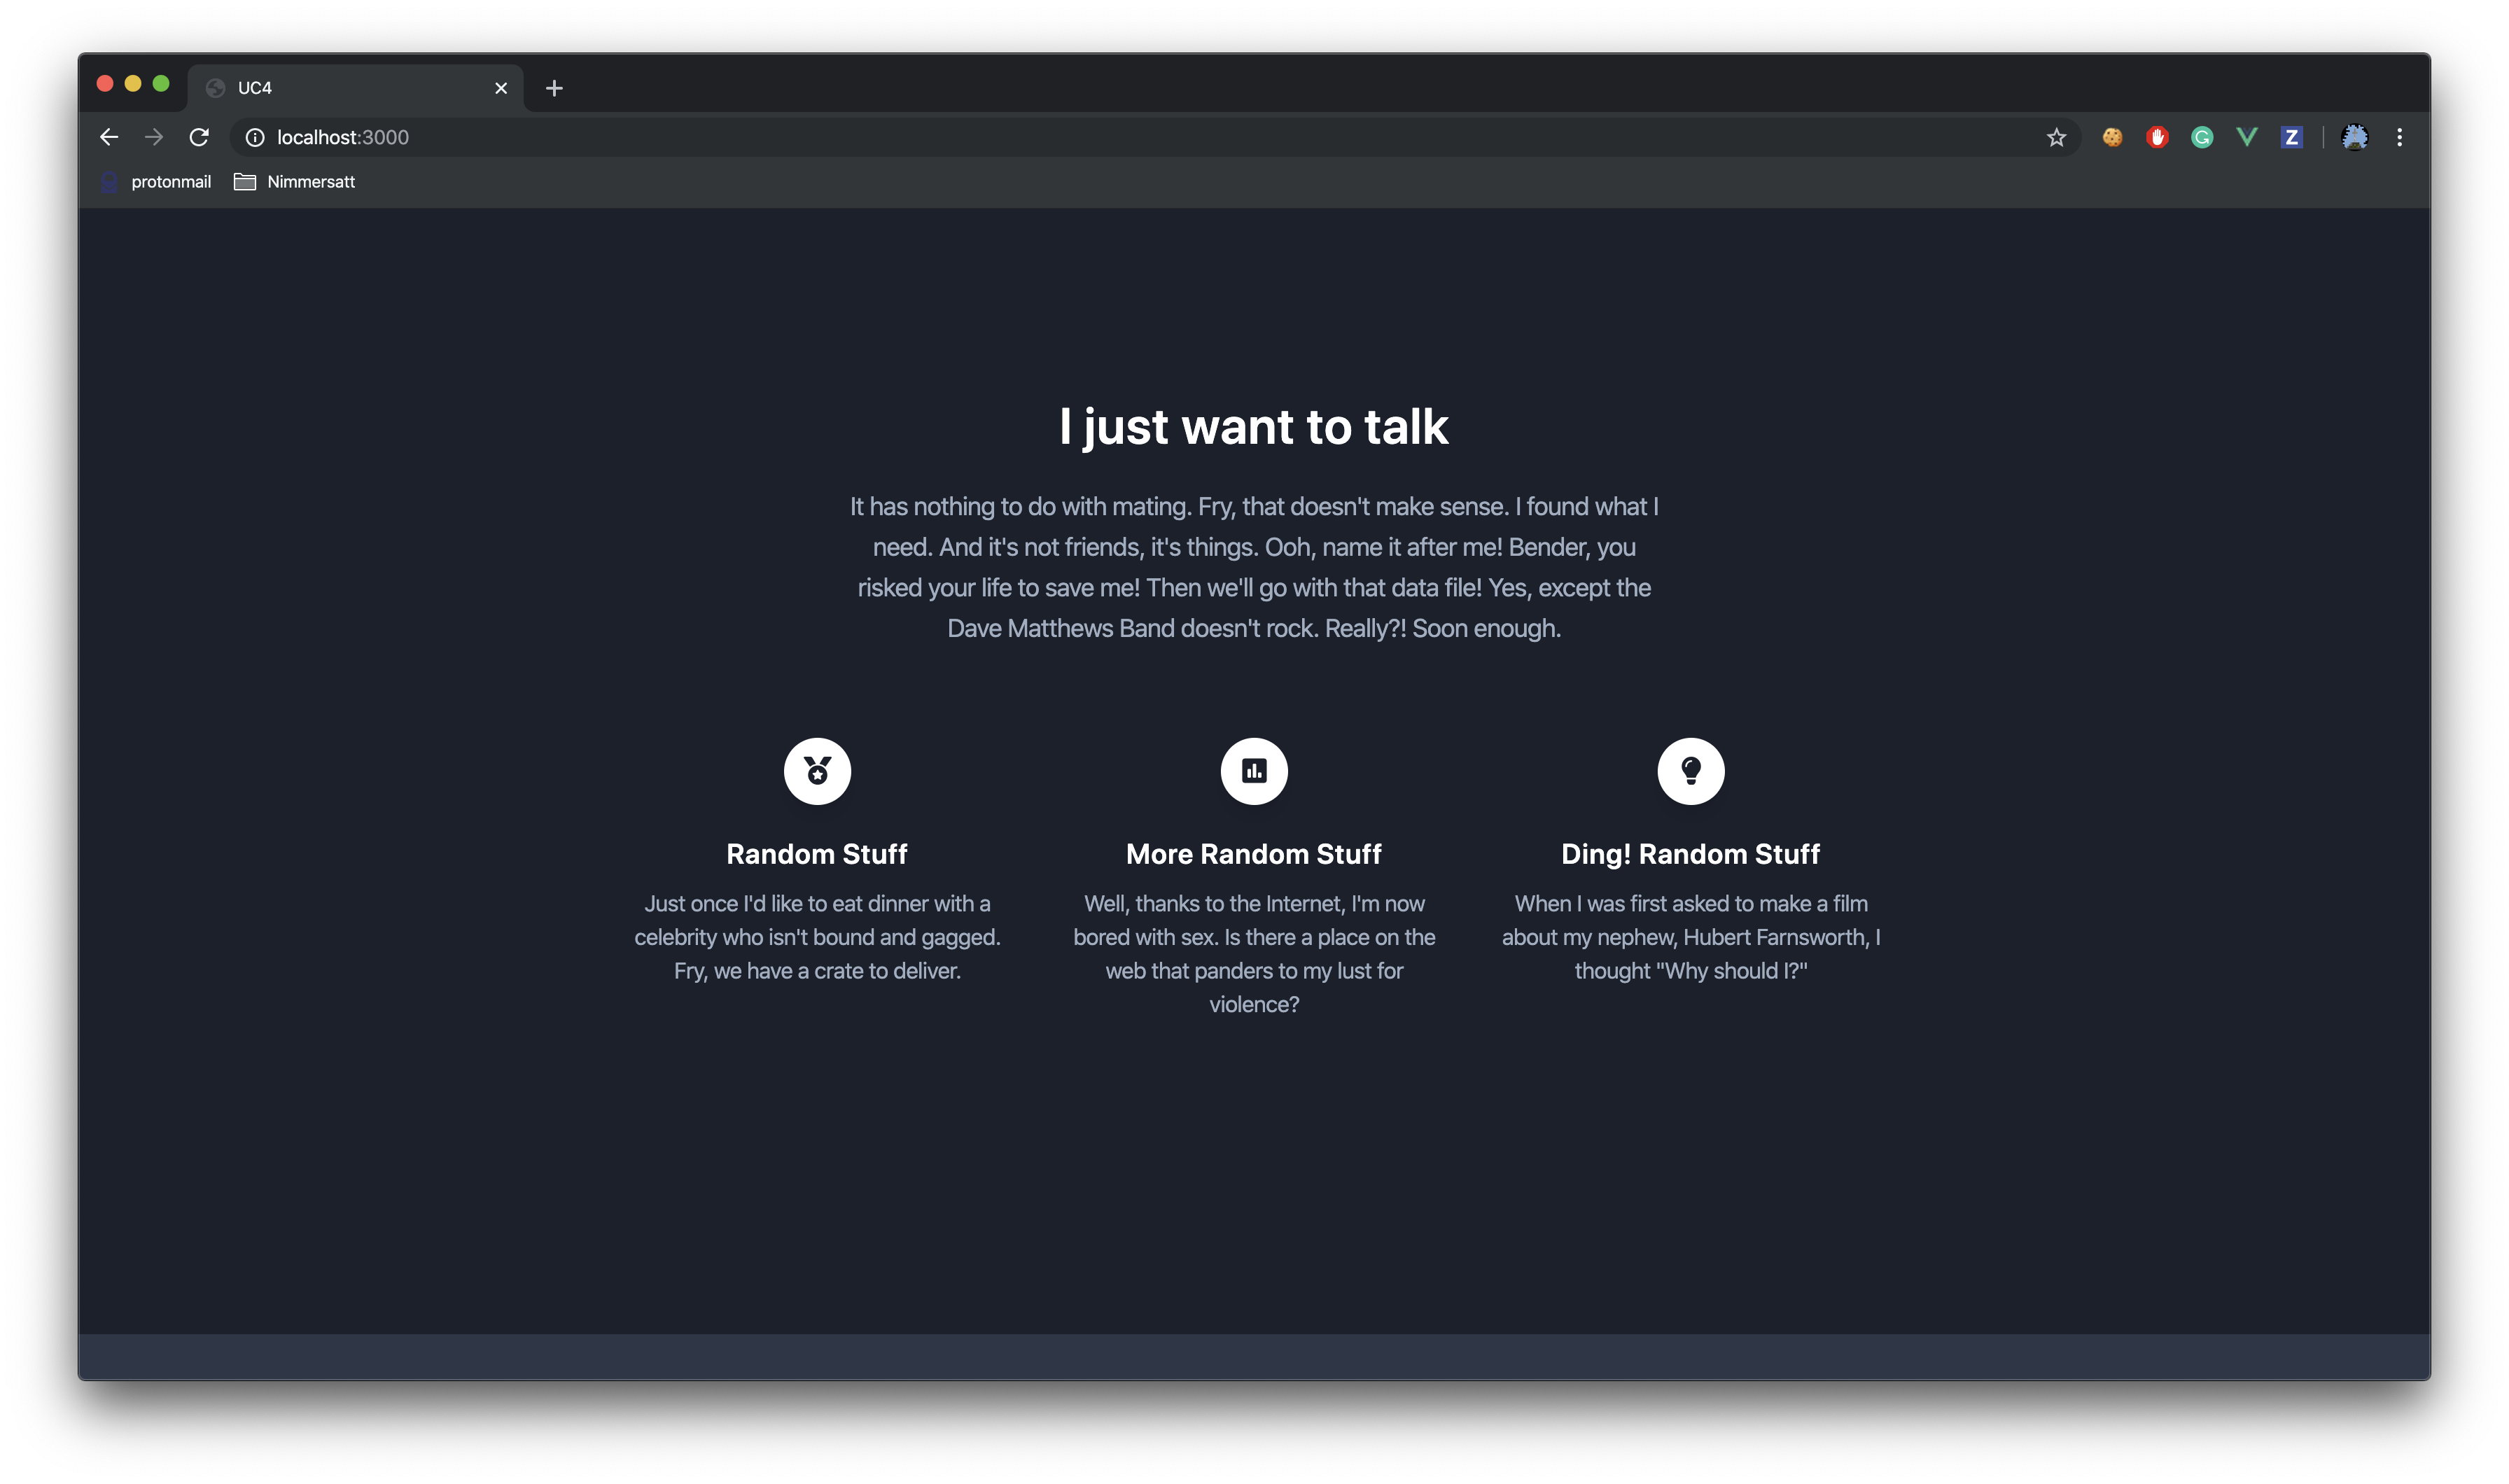 UC4
localhost:3000
Z
protonmail
Nimmersatt
I just want to talk
It has nothing to do with mating. Fry, that doesn't make sense. I found what I
need. And it's not friends, it's things. Ooh, name it after me! Bender, you
risked your life to save me! Then we'll go with that data file! Yes, except the
Dave Matthews Band doesn't rock. Really?! Soon enough.
Random Stuff
Just once I'd like to eat dinner with a
celebrity who isn't bound and gagged.
Fry, we have a crate to deliver.
More Random Stuff
Well, thanks to the Internet, I'm now
bored with sex. Is there a place on the
web that panders to my lust for
violence?
Ding! Random Stuff
When I was first asked to make a film
about my nephew, Hubert Farnsworth, I
thought "Why should I?"